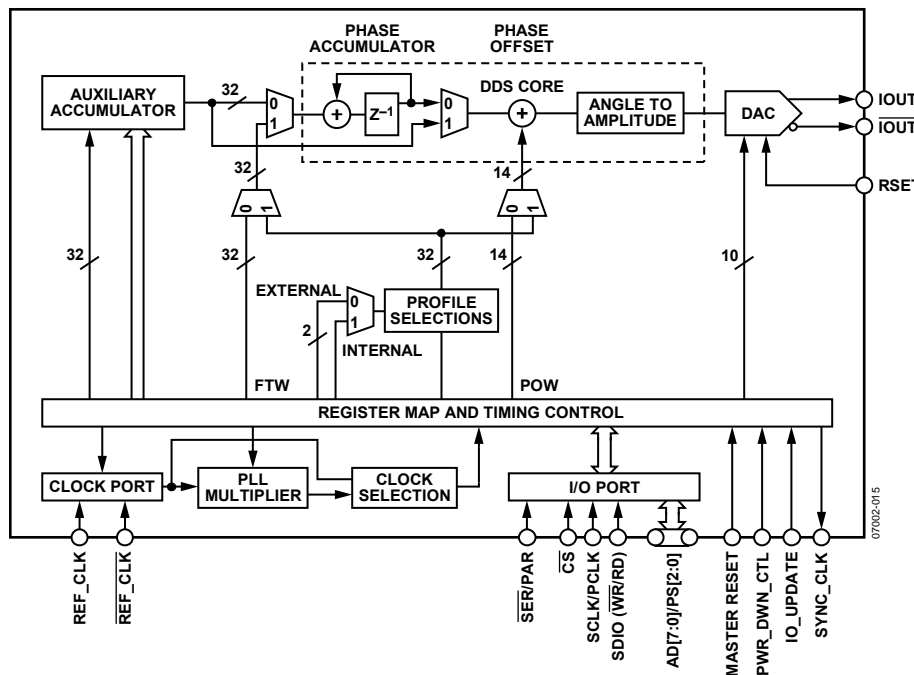 PHASE
ACCUMULATOR
PHASE
OFFSET
AUXILIARY
ACCUMULATOR
32
0
1
+
Z–1
0
1
DDS CORE
+
ANGLE TO
AMPLITUDE
DAC
IOUT
IOUT
RSET
32
14
0
1
0
1
32
32
32
14
10
EXTERNAL
0
1
2
INTERNAL
PROFILE
SELECTIONS
FTW
POW
REGISTER MAP AND TIMING CONTROL
CLOCK PORT
PLL
MULTIPLIER
CLOCK
SELECTION
I/O PORT
REF_CLK
REF_CLK
SER/PAR
CS
SCLK/PCLK
SDIO (WR/RD)
AD[7:0]/PS[2:0]
MASTER RESET
PWR_DWN_CTL
IO_UPDATE
SYNC_CLK
07002-015